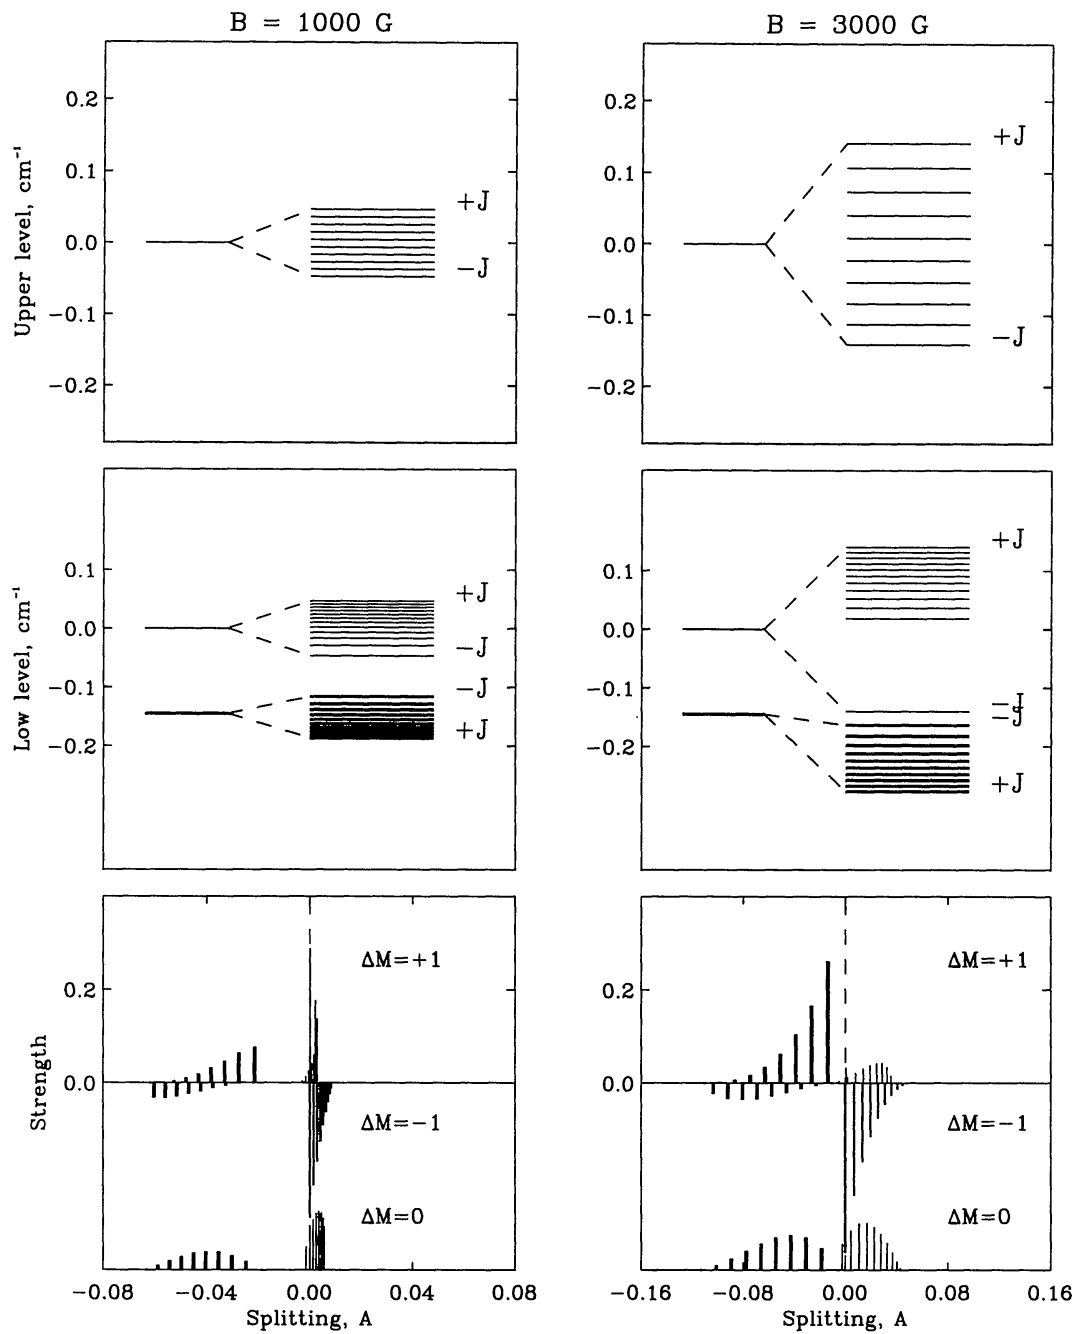 B = 1000 G
B = 3000 G
Upper level, cm⁻¹
0.2
0.1
0.0
−0.1
−0.2
+J
−J
0.2
0.1
0.0
−0.1
−0.2
+J
−J
Low level, cm⁻¹
0.1
0.0
−0.1
−0.2
+J
−J
−J
+J
0.1
0.0
−0.1
−0.2
+J
−J
−J
+J
Strength
0.2
0.0
ΔM=+1
ΔM=−1
ΔM=0
−0.08
−0.04
0.00
0.04
0.08
Splitting, A
0.2
0.0
ΔM=+1
ΔM=−1
ΔM=0
−0.16
−0.08
0.00
0.08
0.16
Splitting, A